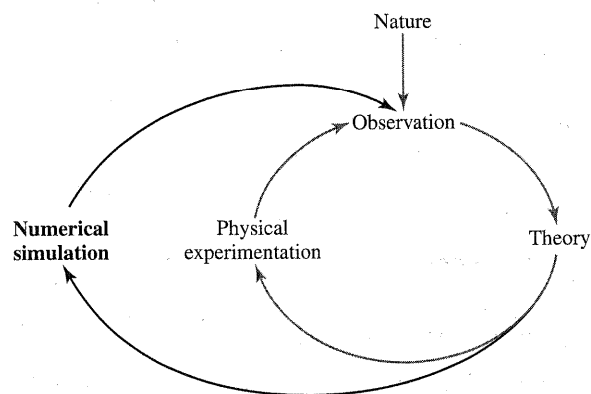 Nature
Observation
Numerical
simulation
Physical
experimentation
Theory